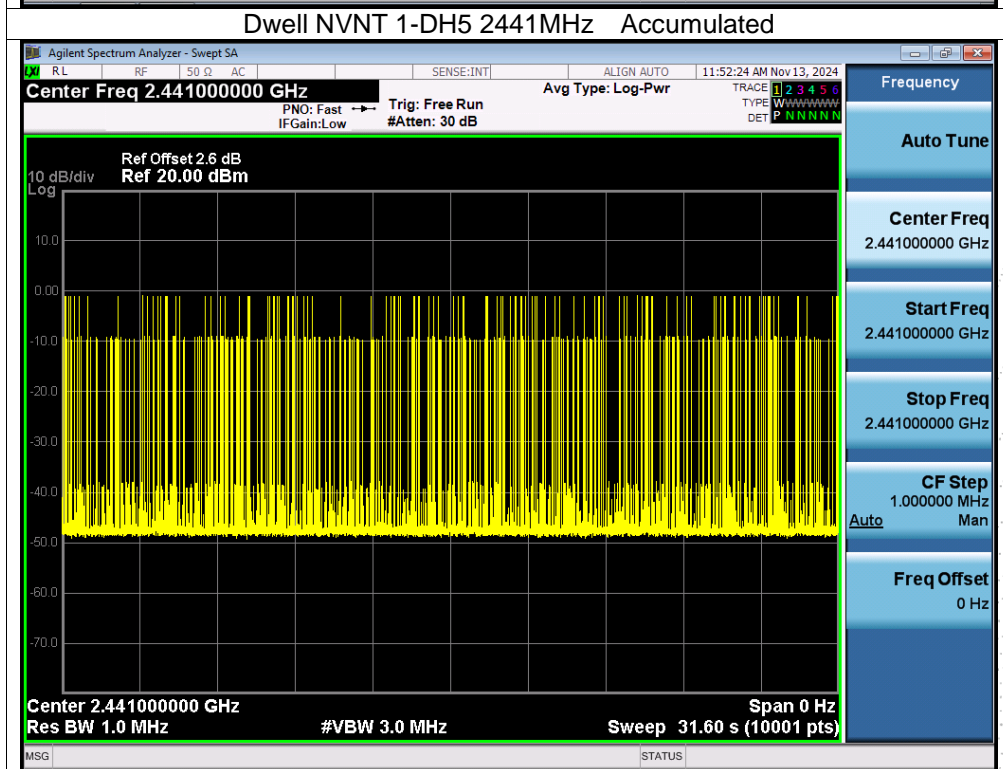 Dwell NVNT 1-DH5 2441MHz Accumulated
Agilent Spectrum Analyzer - Swept SA
LXI RL RF 50 Ω AC SENSE:INT ALIGN AUTO 11:52:24 AM Nov 13, 2024
Center Freq 2.441000000 GHz
PNO: Fast
IFGain:Low
Trig: Free Run
#Atten: 30 dB
Avg Type: Log-Pwr
TRACE 1 2 3 4 5 6
TYPE WWWWWWW
DET P N N N N N
Ref Offset 2.6 dB
10 dB/div Ref 20.00 dBm
Log
10.0
0.00
-10.0
-20.0
-30.0
-40.0
-50.0
-60.0
-70.0
Center 2.441000000 GHz Span 0 Hz
Res BW 1.0 MHz #VBW 3.0 MHz Sweep 31.60 s (10001 pts)
MSG STATUS
Frequency
Auto Tune
Center Freq
2.441000000 GHz
Start Freq
2.441000000 GHz
Stop Freq
2.441000000 GHz
CF Step
1.000000 MHz
Auto Man
Freq Offset
0 Hz